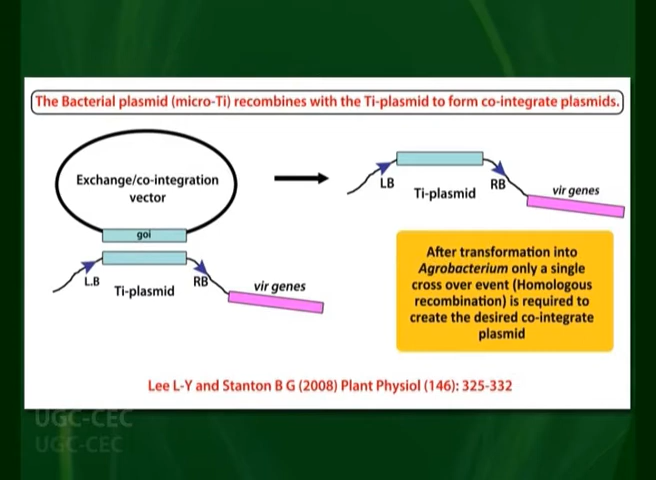 The Bacterial plasmid (micro-Ti) recombines with the Ti-plasmid to form co-integrate plasmids.
Exchange/co-integration
vector
goi
L.B
Ti-plasmid
RB
vir genes
LB
Ti-plasmid
RB
vir genes
After transformation into
Agrobacterium only a single
cross over event (Homologous
recombination) is required to
create the desired co-integrate
plasmid
Lee L-Y and Stanton B G (2008) Plant Physiol (146): 325-332
UGC-CEC
UGC-CEC